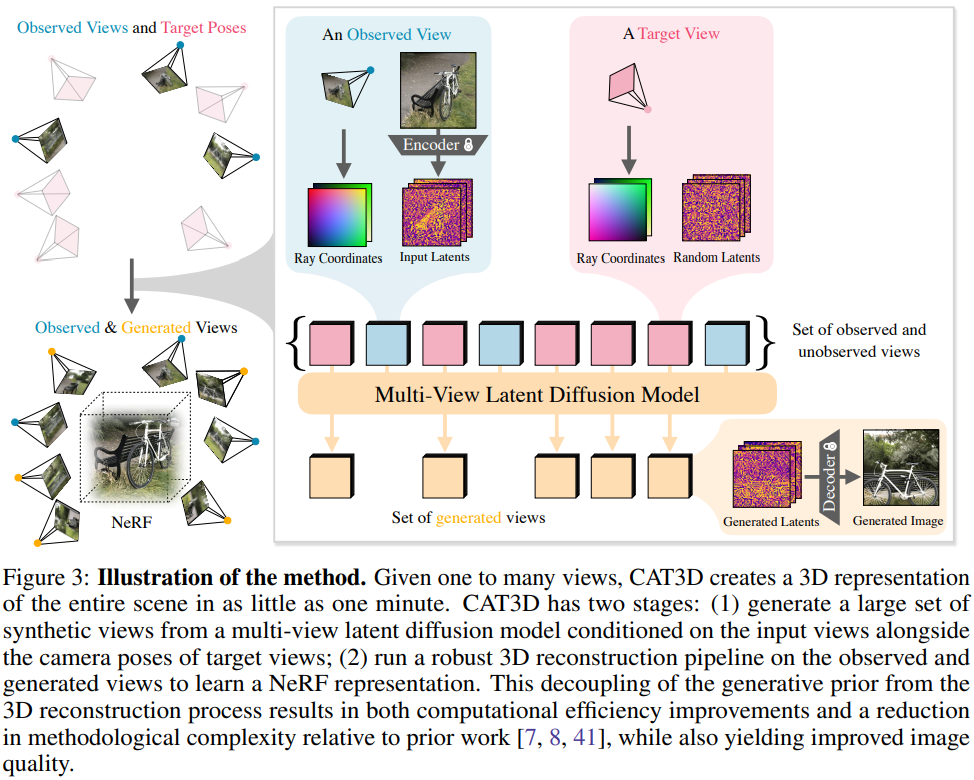 Observed Views and Target Poses
An Observed View
A Target View
Encoder
Ray Coordinates
Input Latents
Ray Coordinates
Random Latents
Observed & Generated Views
NeRF
{
}
Set of observed and
unobserved views
Multi-View Latent Diffusion Model
Set of generated views
Decoder
Generated Latents
Generated Image
Figure 3: Illustration of the method. Given one to many views, CAT3D creates a 3D representation
of the entire scene in as little as one minute. CAT3D has two stages: (1) generate a large set of
synthetic views from a multi-view latent diffusion model conditioned on the input views alongside
the camera poses of target views; (2) run a robust 3D reconstruction pipeline on the observed and
generated views to learn a NeRF representation. This decoupling of the generative prior from the
3D reconstruction process results in both computational efficiency improvements and a reduction
in methodological complexity relative to prior work [7, 8, 41], while also yielding improved image
quality.